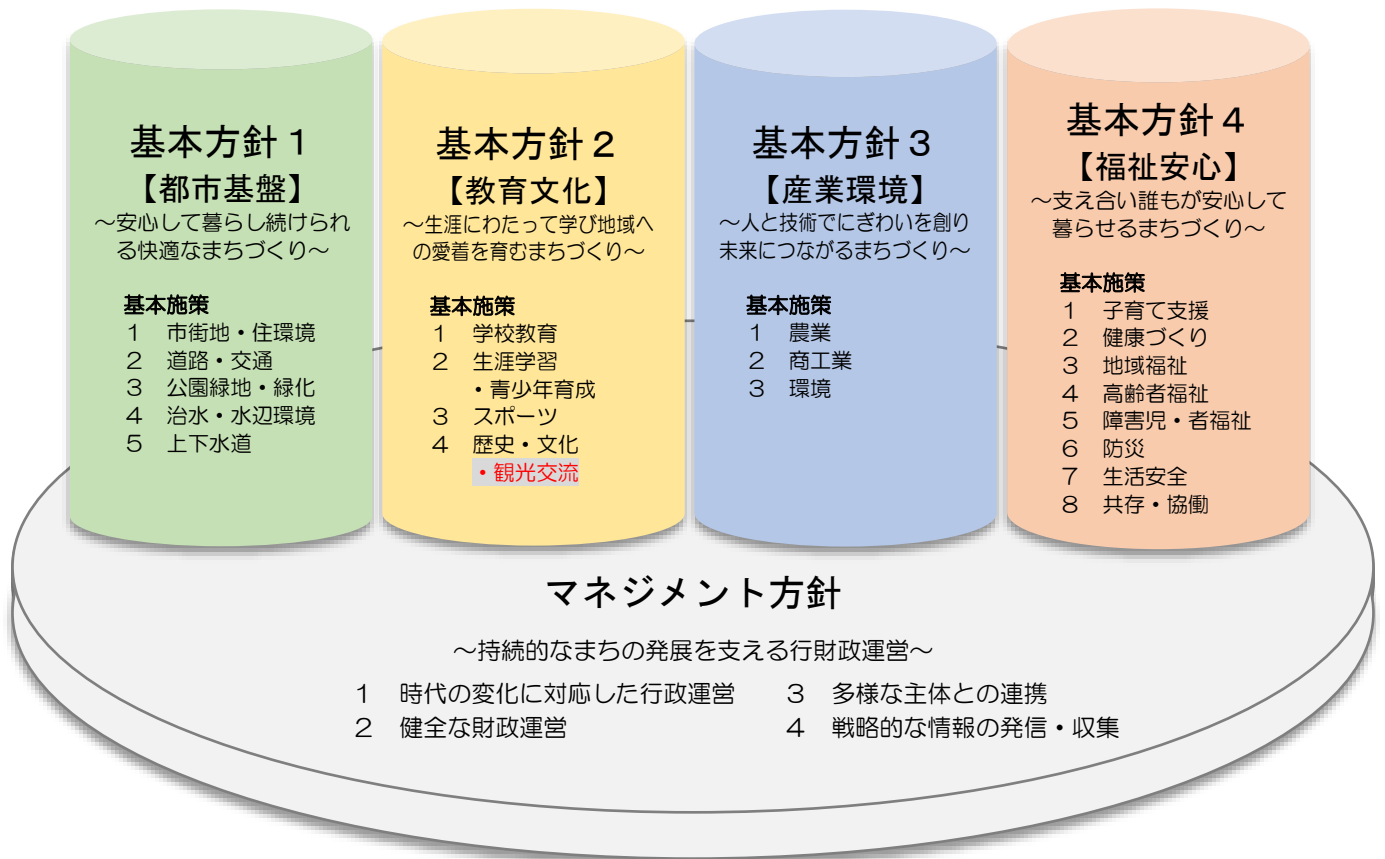 基本方針1
【都市基盤】
～安心して暮らし続けられ
る快適なまちづくり～
基本施策
1 市街地・住環境
2 道路・交通
3 公園緑地・緑化
4 治水・水辺環境
5 上下水道
基本方針2
【教育文化】
～生涯にわたって学び地域へ
の愛着を育むまちづくり～
基本施策
1 学校教育
2 生涯学習
・青少年育成
3 スポーツ
4 歴史・文化
・観光交流
基本方針3
【産業環境】
～人と技術でにぎわいを創り
未来につながるまちづくり～
基本施策
1 農業
2 商工業
3 環境
基本方針4
【福祉安心】
～支え合い誰もが安心して
暮らせるまちづくり～
基本施策
1 子育て支援
2 健康づくり
3 地域福祉
4 高齢者福祉
5 障害児・者福祉
6 防災
7 生活安全
8 共存・協働
マネジメント方針
～持続的なまちの発展を支える行財政運営～
1 時代の変化に対応した行政運営
2 健全な財政運営
3 多様な主体との連携
4 戦略的な情報の発信・収集